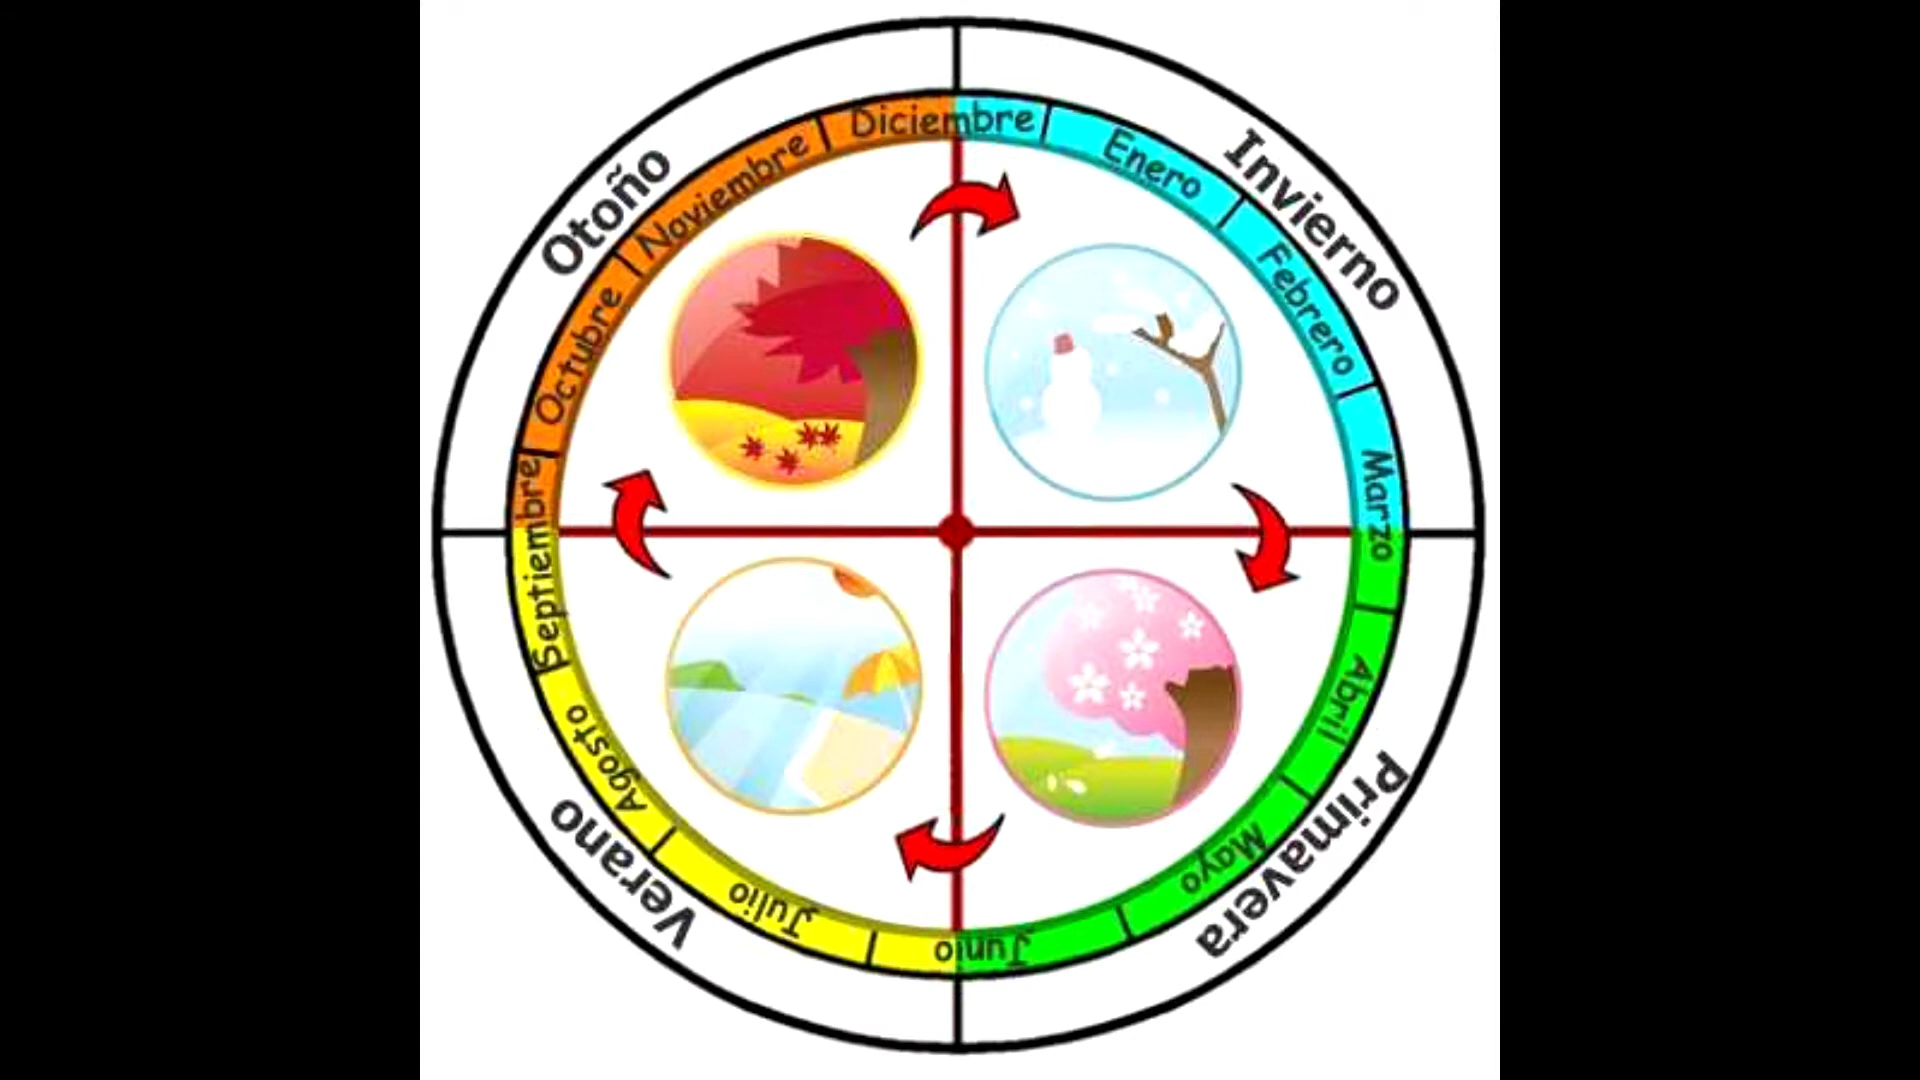 Invierno
Primavera
Verano
Otoño
Enero
Febrero
Marzo
Abril
Mayo
Junio
Julio
Agosto
Septiembre
Octubre
Noviembre
Diciembre